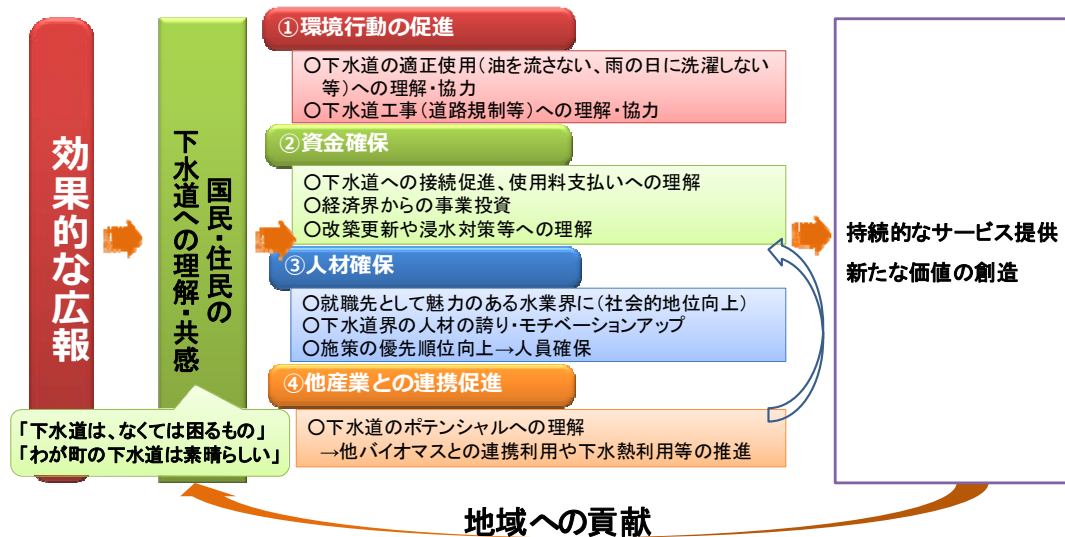 効果的な広報
国民・住民の
下水道への理解・共感
「下水道は、なくては困るもの」
「わが町の下水道は素晴らしい」
①環境行動の促進
〇下水道の適正使用(油を流さない、雨の日に洗濯しない
等)への理解・協力
〇下水道工事(道路規制等)への理解・協力
②資金確保
〇下水道への接続促進、使用料支払いへの理解
〇経済界からの事業投資
〇改築更新や浸水対策等への理解
③人材確保
〇就職先として魅力のある水業界に(社会的地位向上)
〇下水道界の人材の誇り・モチベーションアップ
〇施策の優先順位向上→人員確保
④他産業との連携促進
〇下水道のポテンシャルへの理解
→他バイオマスとの連携利用や下水熱利用等の推進
持続的なサービス提供
新たな価値の創造
地域への貢献